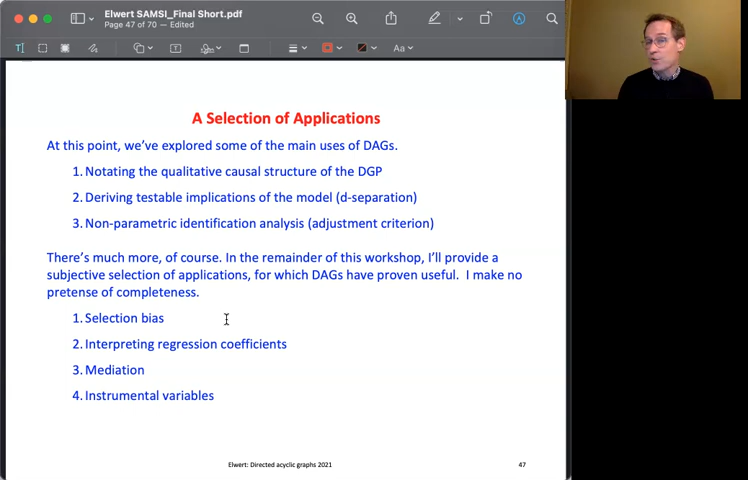 Elwert SAMSI_Final Short.pdf
Page 47 of 70 — Edited
Aa
A Selection of Applications
At this point, we've explored some of the main uses of DAGs.
1. Notating the qualitative causal structure of the DGP
2. Deriving testable implications of the model (d-separation)
3. Non-parametric identification analysis (adjustment criterion)
There's much more, of course. In the remainder of this workshop, I'll provide a
subjective selection of applications, for which DAGs have proven useful. I make no
pretense of completeness.
1. Selection bias
2. Interpreting regression coefficients
3. Mediation
4. Instrumental variables
Elwert: Directed acyclic graphs 2021
47